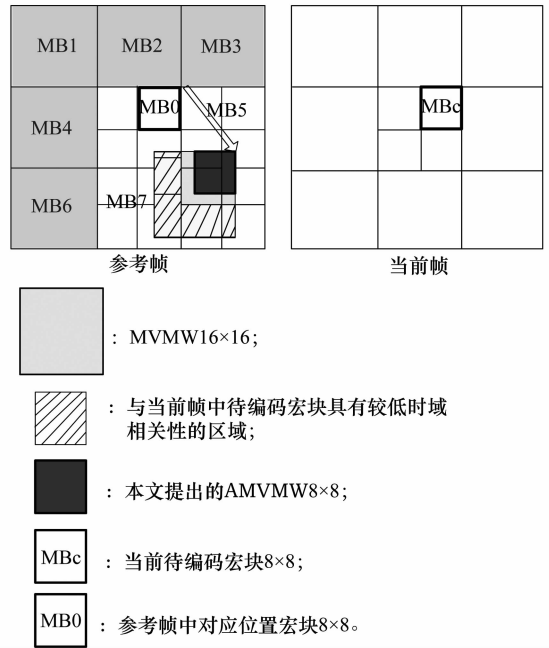 MB1 MB2 MB3
MB0 MB5 MBc
MB4
MB6 MB7
参考帧 当前帧
：MVMW16×16；
：与当前帧中待编码宏块具有较低时域
相关性的区域；
：本文提出的AMVMW8×8；
MBc ：当前待编码宏块8×8；
MB0 ：参考帧中对应位置宏块8×8。